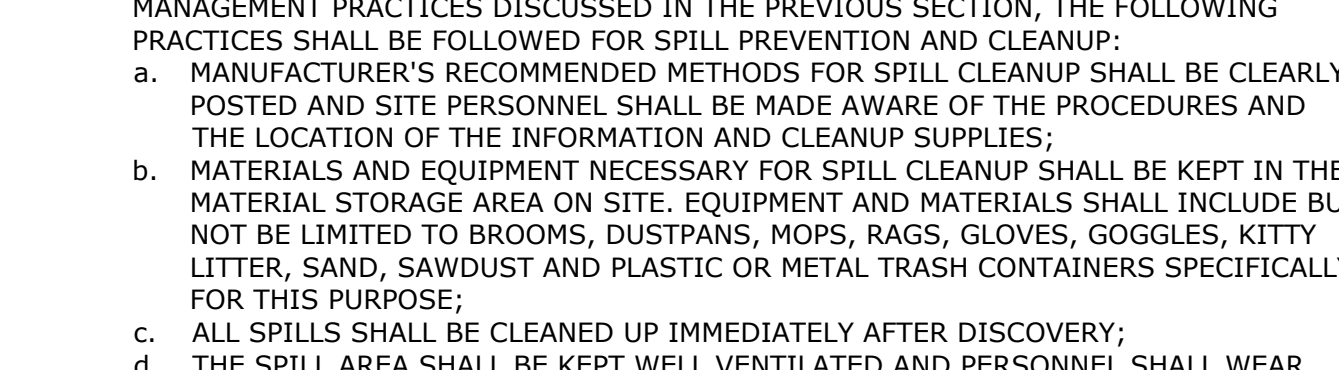 MANAGEMENT PRACTICES DISCUSSED IN THE PREVIOUS SECTION, THE FOLLOWING
PRACTICES SHALL BE FOLLOWED FOR SPILL PREVENTION AND CLEANUP:
a. MANUFACTURER'S RECOMMENDED METHODS FOR SPILL CLEANUP SHALL BE CLEARLY
POSTED AND SITE PERSONNEL SHALL BE MADE AWARE OF THE PROCEDURES AND
THE LOCATION OF THE INFORMATION AND CLEANUP SUPPLIES;
b. MATERIALS AND EQUIPMENT NECESSARY FOR SPILL CLEANUP SHALL BE KEPT IN THE
MATERIAL STORAGE AREA ON SITE. EQUIPMENT AND MATERIALS SHALL INCLUDE BU
NOT BE LIMITED TO BROOMS, DUSTPANS, MOPS, RAGS, GLOVES, GOGGLES, KITTY
LITTER, SAND, SAWDUST AND PLASTIC OR METAL TRASH CONTAINERS SPECIFICALLY
FOR THIS PURPOSE;
c. ALL SPILLS SHALL BE CLEANED UP IMMEDIATELY AFTER DISCOVERY;
d. THE SPILL AREA SHALL BE KEPT WELL VENTILATED AND PERSONNEL SHALL WEAR